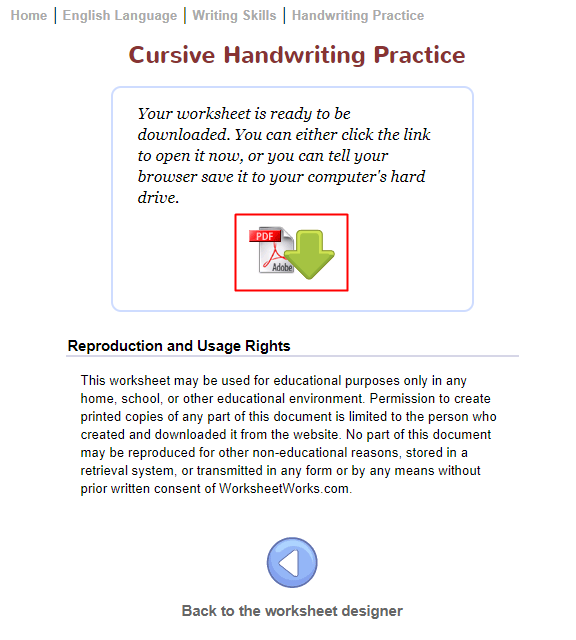 Home | English Language | Writing Skills | Handwriting Practice
Cursive Handwriting Practice
Your worksheet is ready to be
downloaded. You can either click the link
to open it now, or you can tell your
browser save it to your computer's hard
drive.
PDF
Adobe
Reproduction and Usage Rights
This worksheet may be used for educational purposes only in any
home, school, or other educational environment. Permission to create
printed copies of any part of this document is limited to the person who
created and downloaded it from the website. No part of this document
may be reproduced for other non-educational reasons, stored in a
retrieval system, or transmitted in any form or by any means without
prior written consent of WorksheetWorks.com.
Back to the worksheet designer